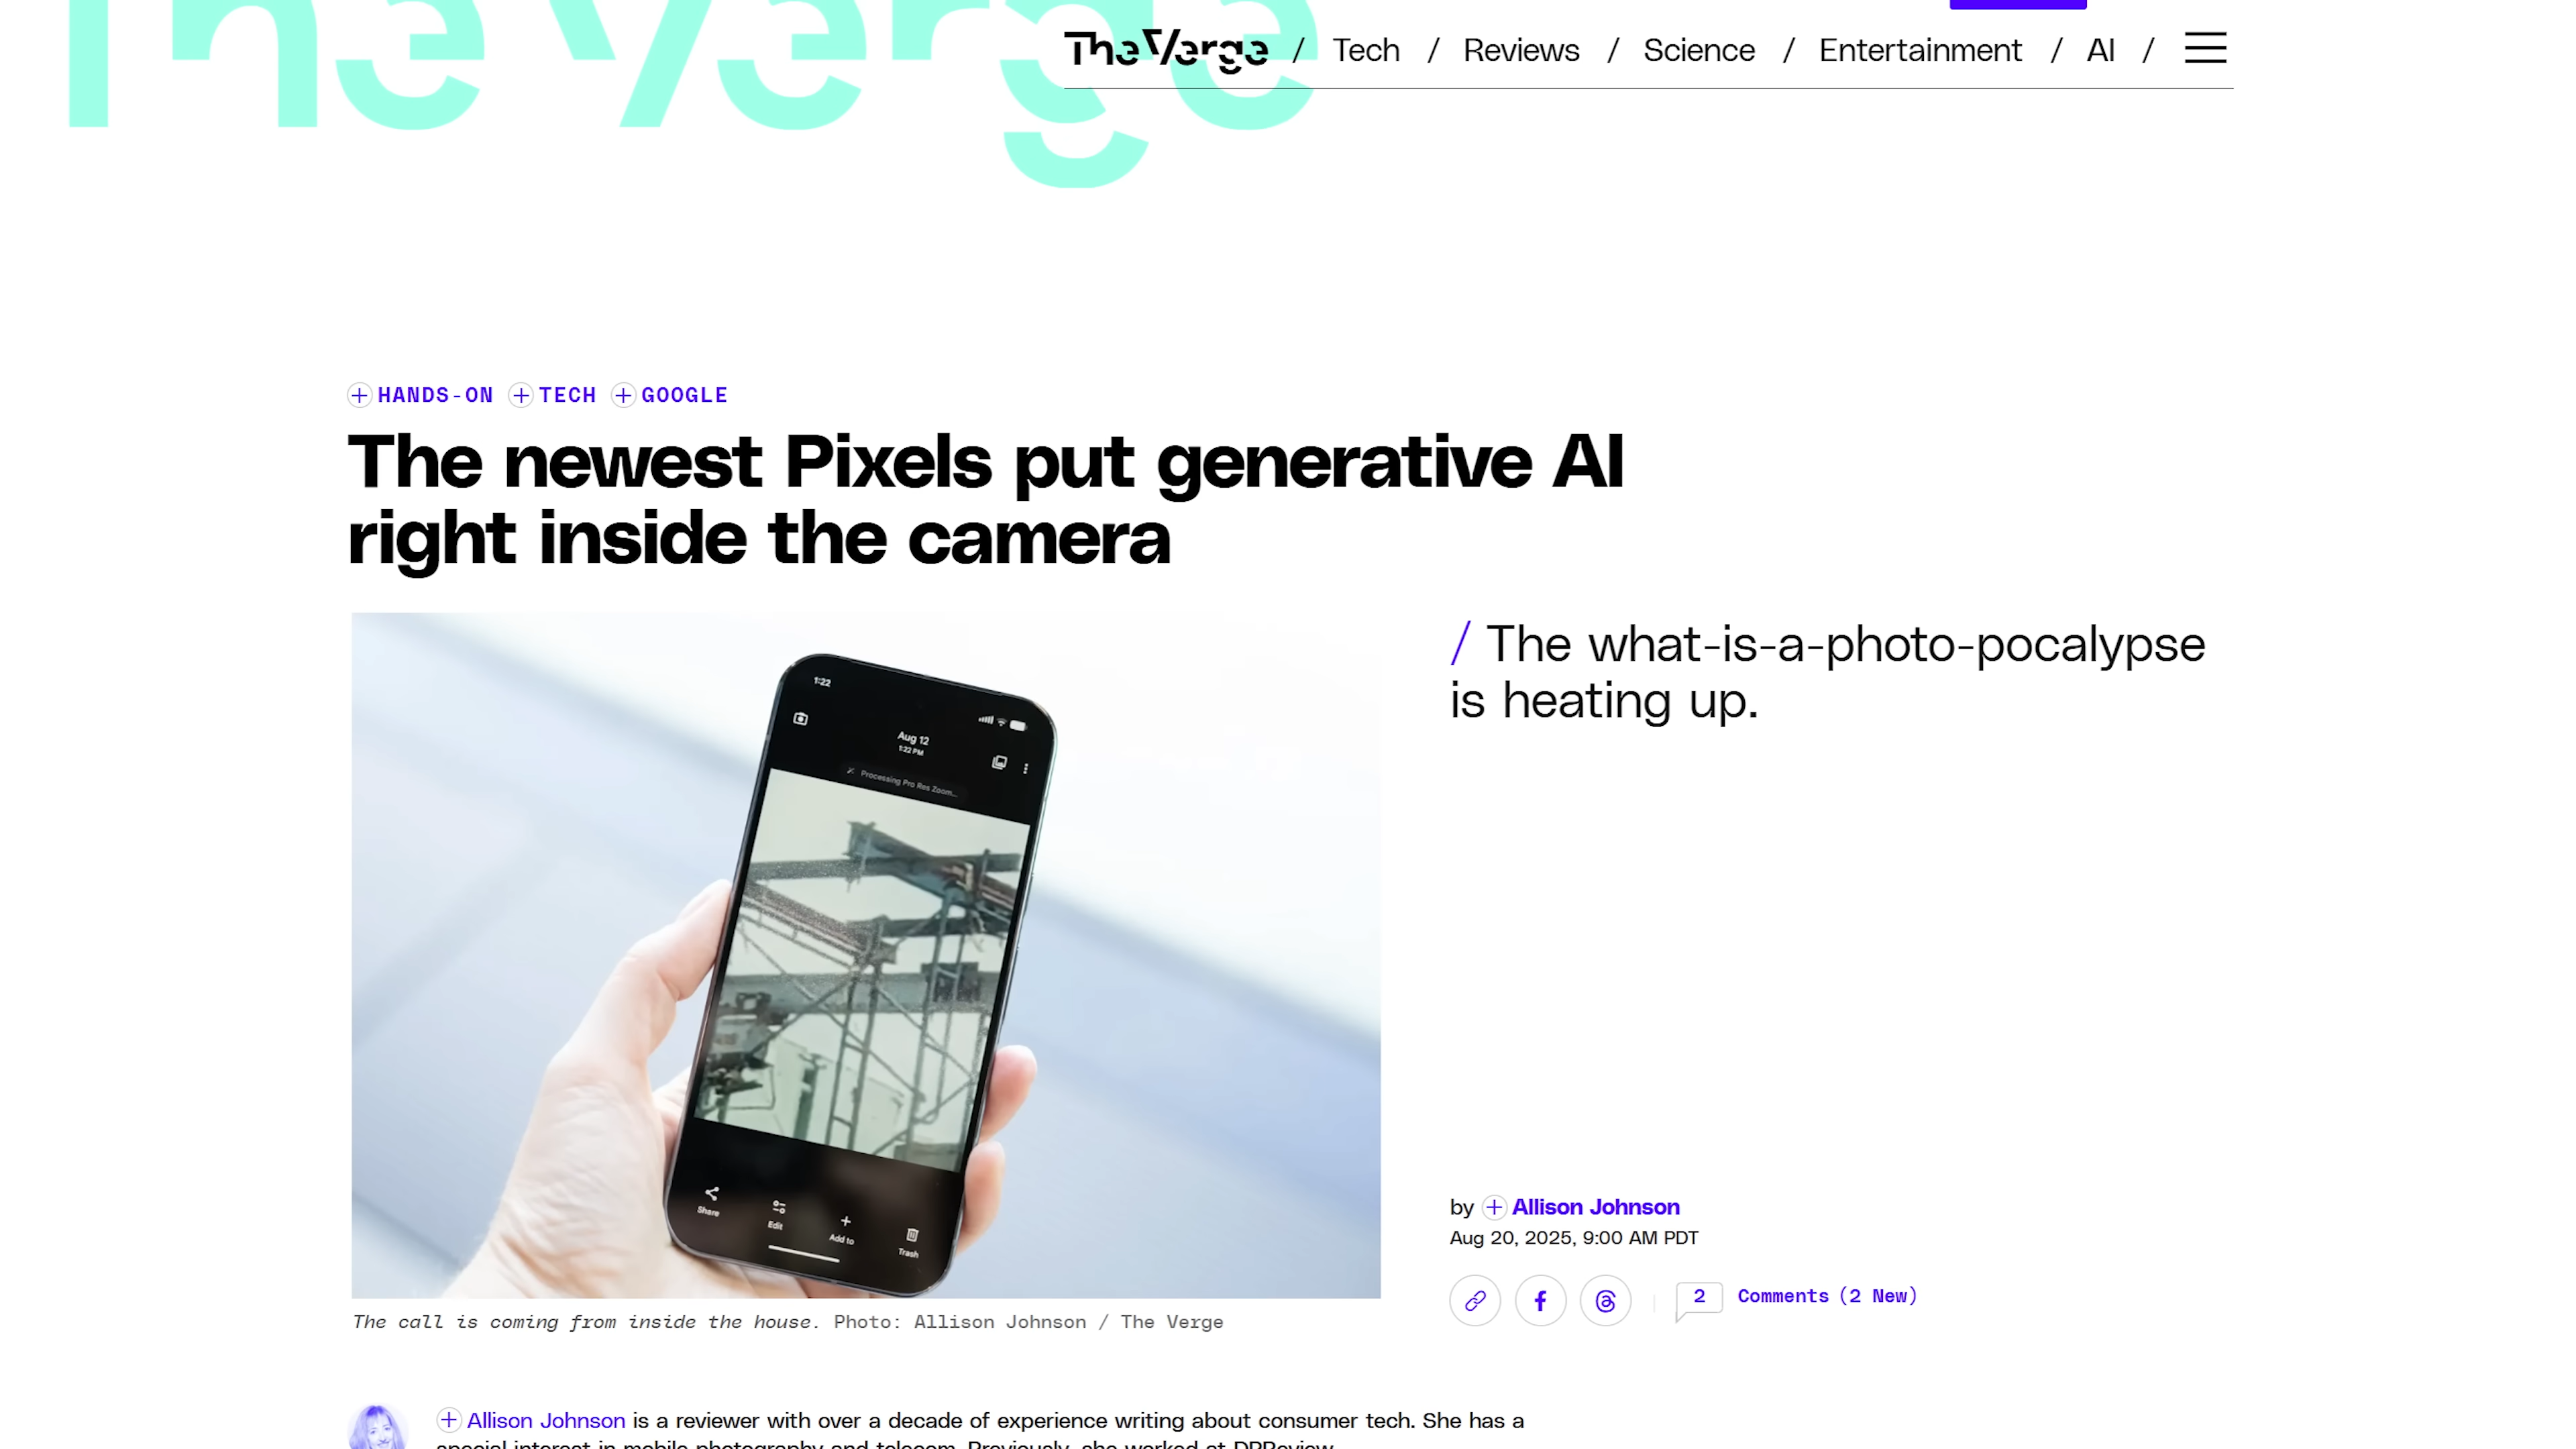 The Verge
The Verge / Tech / Reviews / Science / Entertainment / AI /
HANDS-ON TECH GOOGLE
The newest Pixels put generative AI
right inside the camera
/ The what-is-a-photo-pocalypse
is heating up.
1:22
Aug 12
1:22 PM
Processing Pro Res Zoom...
Share
Edit
Add to
Trash
by Allison Johnson
Aug 20, 2025, 9:00 AM PDT
2 Comments (2 New)
The call is coming from inside the house. Photo: Allison Johnson / The Verge
Allison Johnson is a reviewer with over a decade of experience writing about consumer tech. She has a
special interest in mobile photography and telecom. Previously, she worked at DPReview.